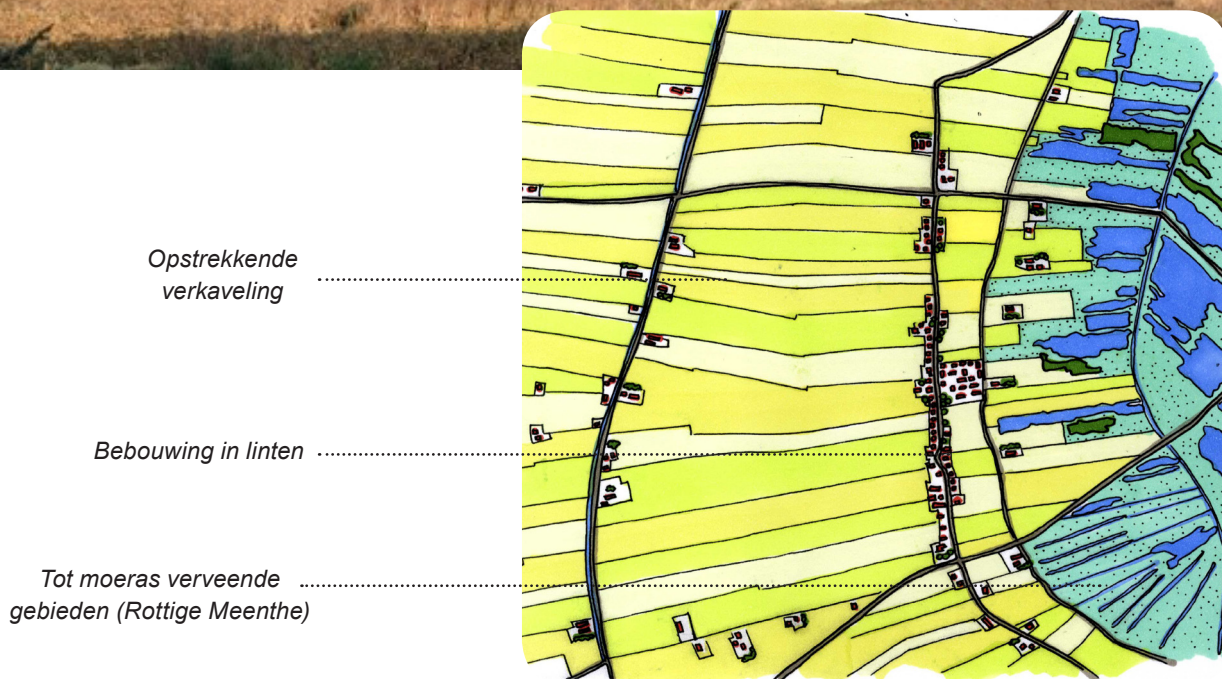 Opstrekkende
verkaveling
Bebouwing in linten
Tot moeras verveende
gebieden (Rottige Meenthe)